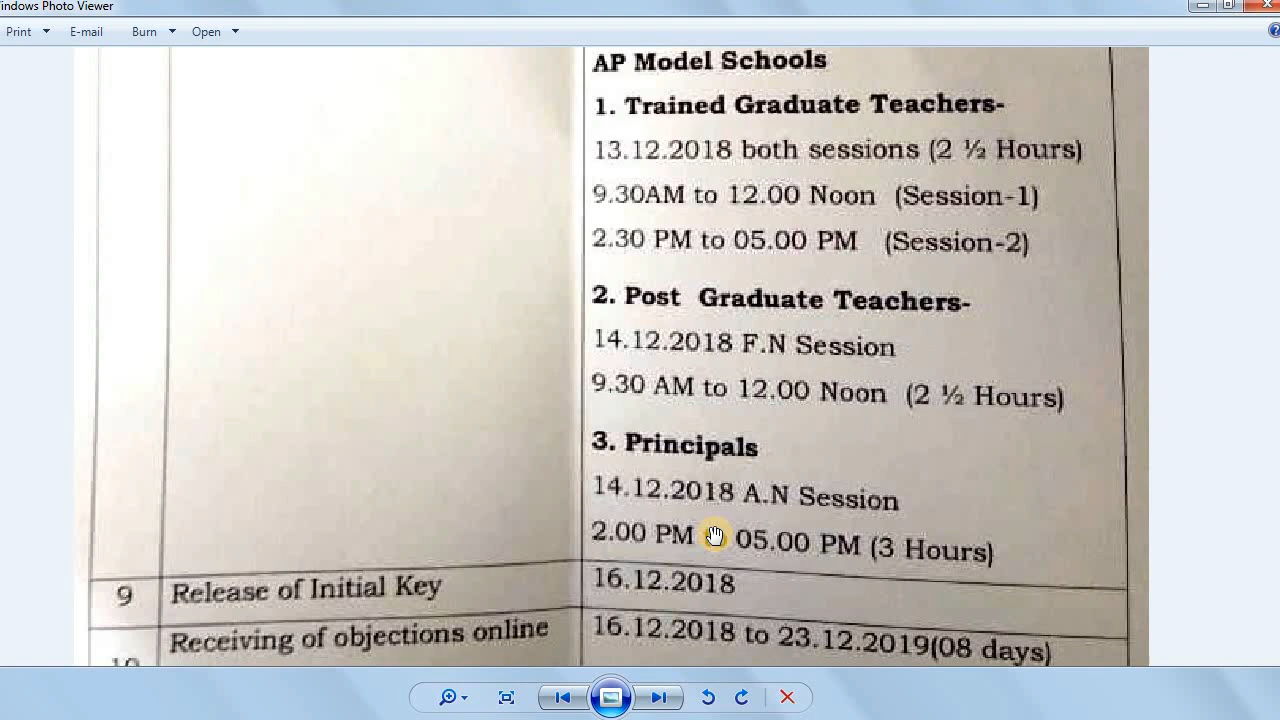 indows Photo Viewer
Print
E-mail
Burn
Open
AP Model Schools
1. Trained Graduate Teachers-
13.12.2018 both sessions (2 ½ Hours)
9.30AM to 12.00 Noon (Session-1)
2.30 PM to 05.00 PM (Session-2)
2. Post Graduate Teachers-
14.12.2018 F.N Session
9.30 AM to 12.00 Noon (2 ½ Hours)
3. Principals
14.12.2018 A.N Session
2.00 PM 05.00 PM (3 Hours)
9 Release of Initial Key 16.12.2018
Receiving of objections online 16.12.2018 to 23.12.2019(08 days)